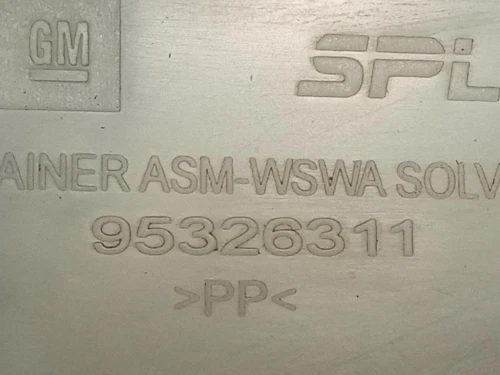 GM SPL
AINER ASM-WSWA SOLV
95326311
>PP<